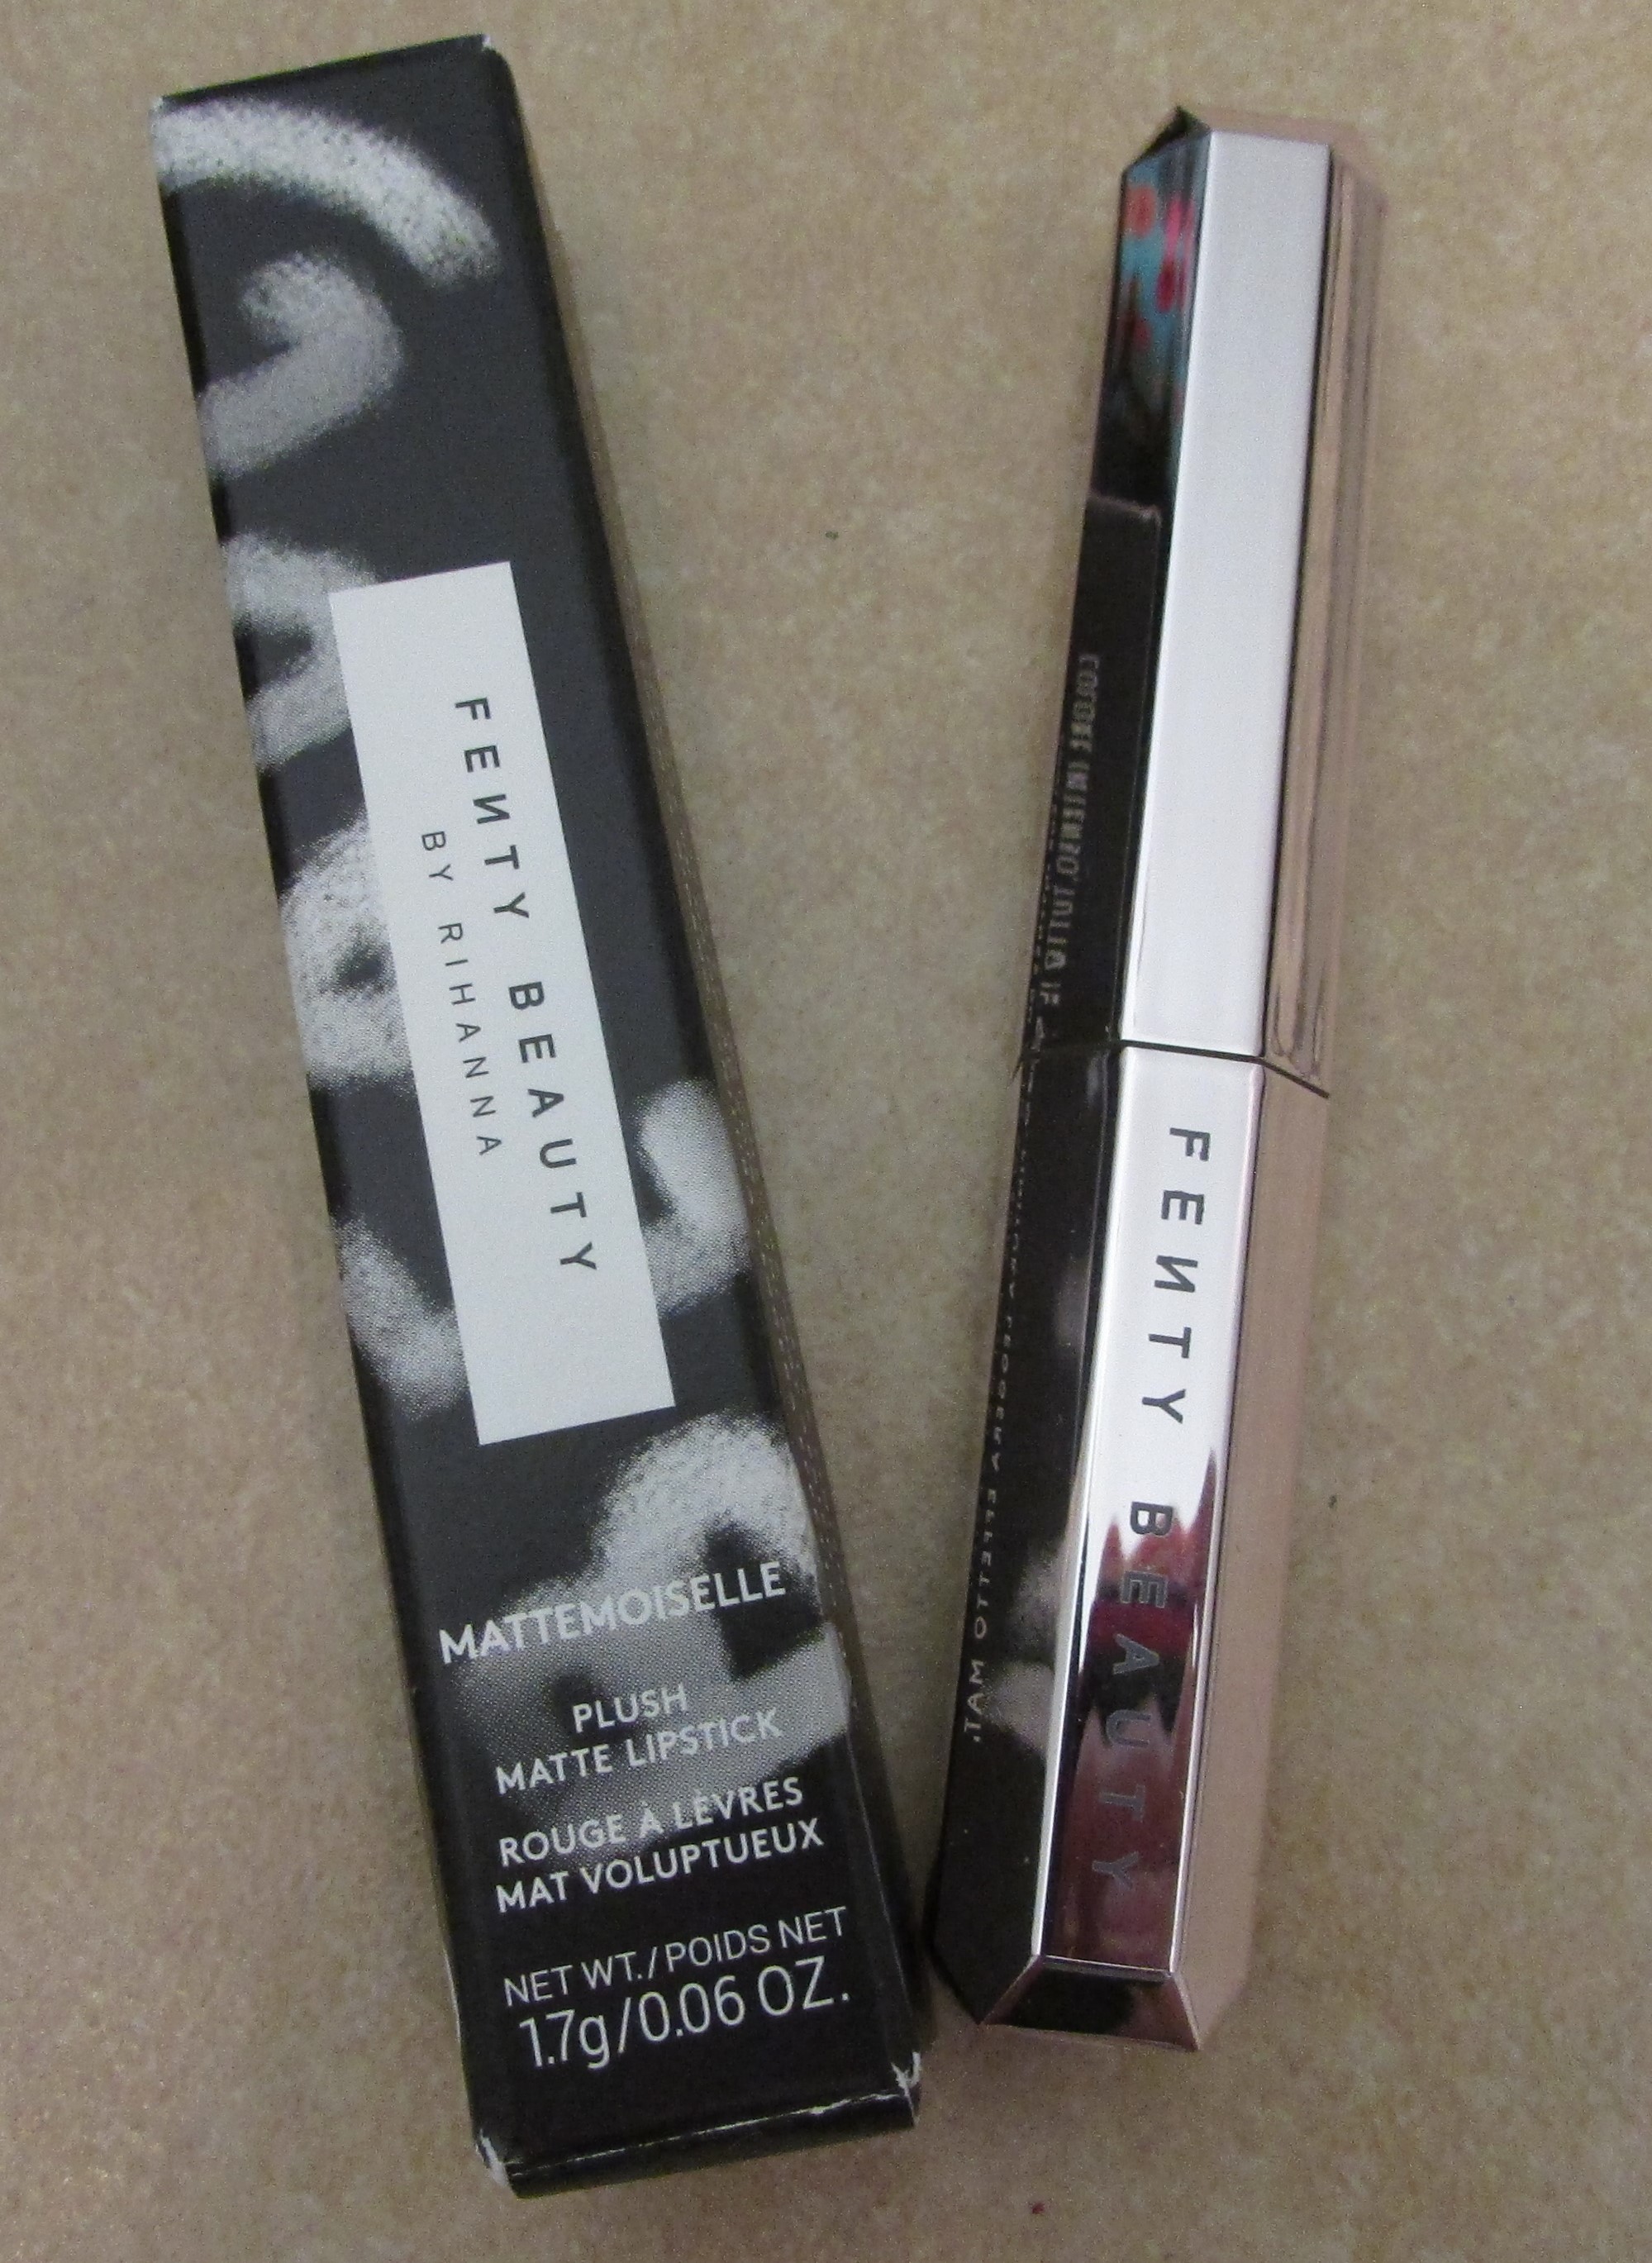 FENTY BEAUTY
BY RIHANNA
MATTEMOISELLE
PLUSH
MATTE LIPSTICK
ROUGE À LÈVRES
MAT VOLUPTUEUX
NET WT./POIDS NET
1.7g/0.06 OZ.
FENTY BEAUTY